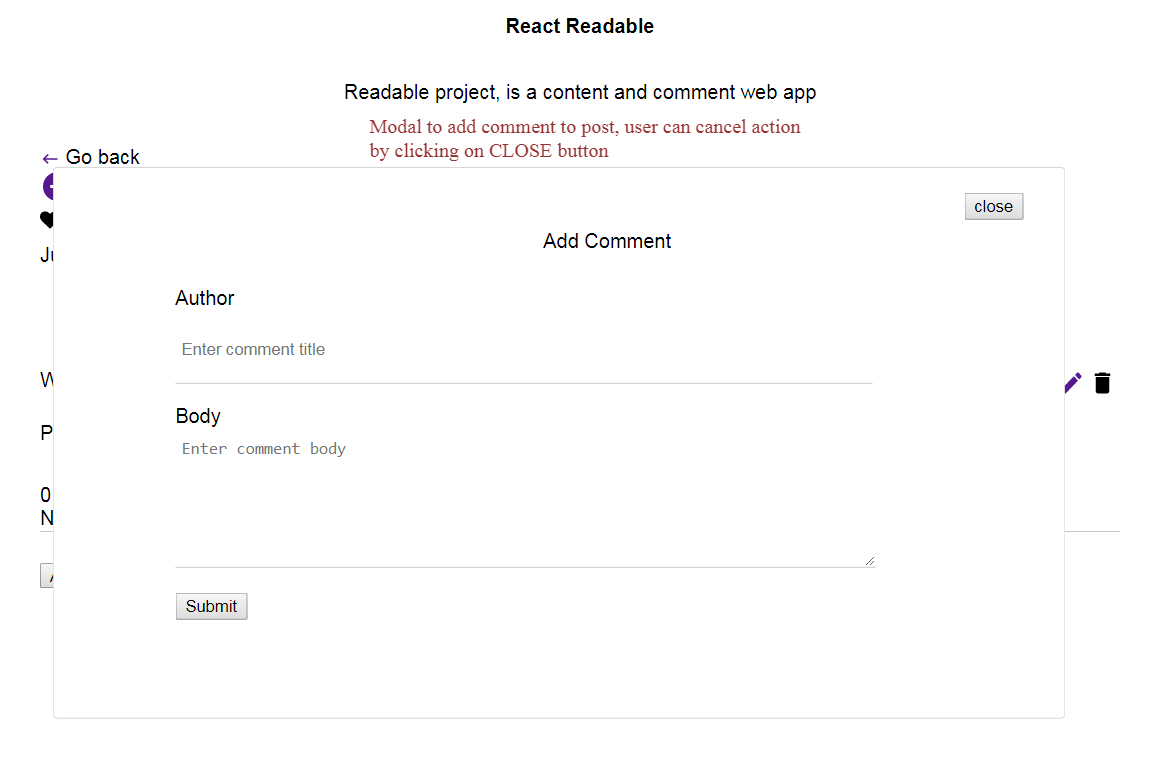 React Readable
Readable project, is a content and comment web app
Modal to add comment to post, user can cancel action
by clicking on CLOSE button
← Go back
close
Add Comment
Author
Enter comment title
Body
Enter comment body
0
Submit